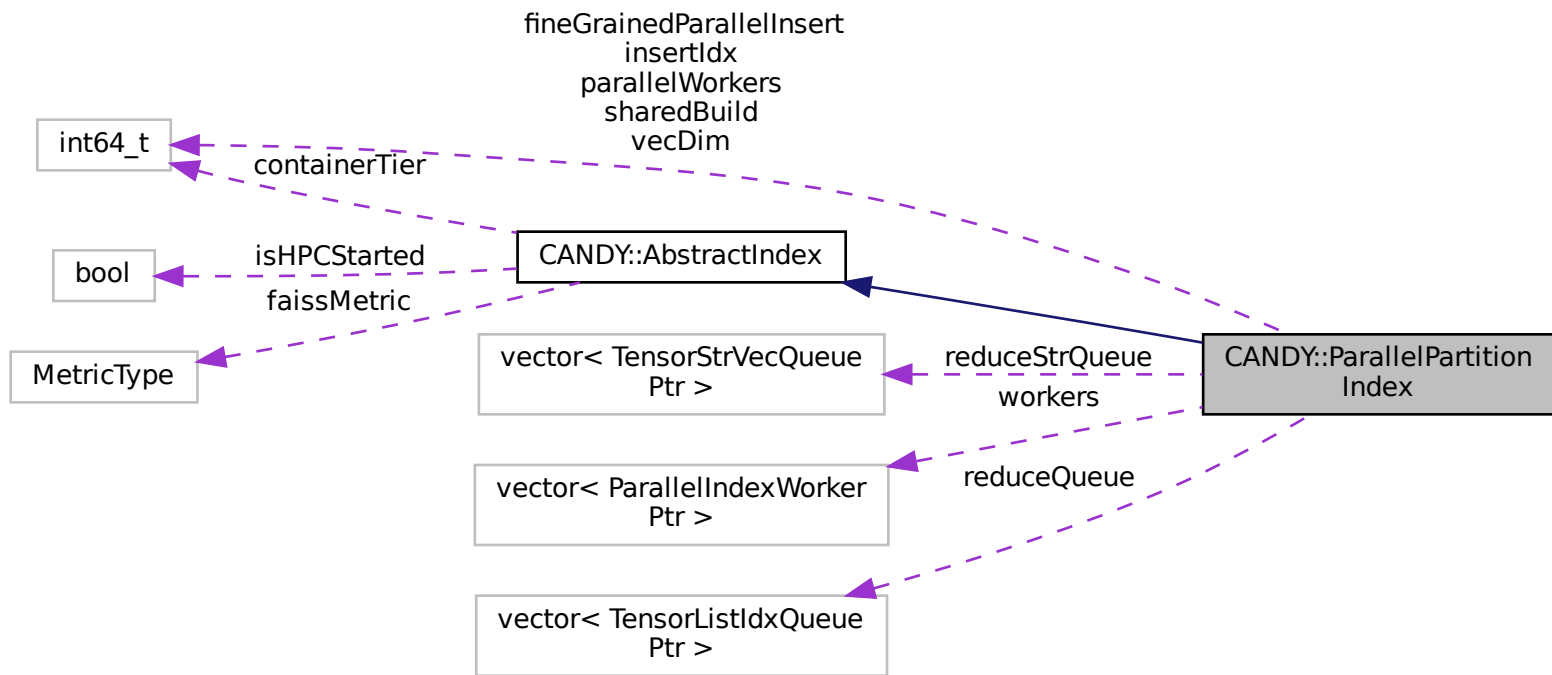 fineGrainedParallelInsert
insertIdx
parallelWorkers
sharedBuild
vecDim
int64_t
containerTier
CANDY::AbstractIndex
bool
isHPCStarted
faissMetric
MetricType
vector< TensorStrVecQueue
Ptr >
reduceStrQueue
CANDY::ParallelPartition
Index
workers
vector< ParallelIndexWorker
Ptr >
reduceQueue
vector< TensorListIdxQueue
Ptr >